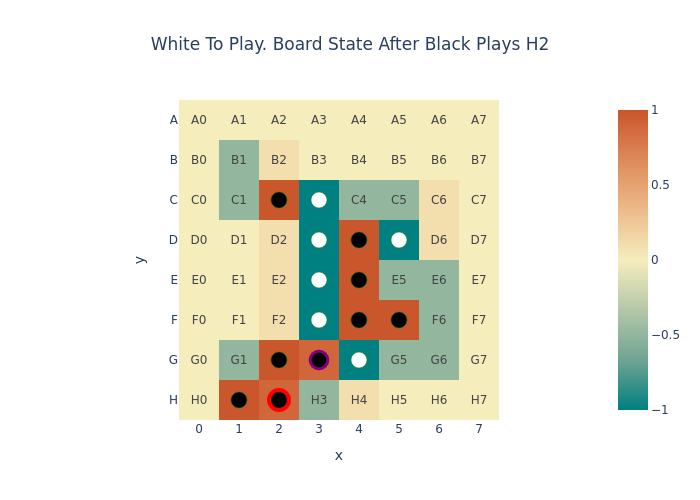 White To Play. Board State After Black Plays H2
A A0 A1 A2 A3 A4 A5 A6 A7
B B0 B1 B2 B3 B4 B5 B6 B7
C C0 C1 C4 C5 C6 C7
D D0 D1 D2 D6 D7
E E0 E1 E2 E5 E6 E7
F F0 F1 F2 F6 F7
G G0 G1 G5 G6 G7
H H0 H3 H4 H5 H6 H7
0 1 2 3 4 5 6 7
x
y
1
0.5
0
−0.5
−1